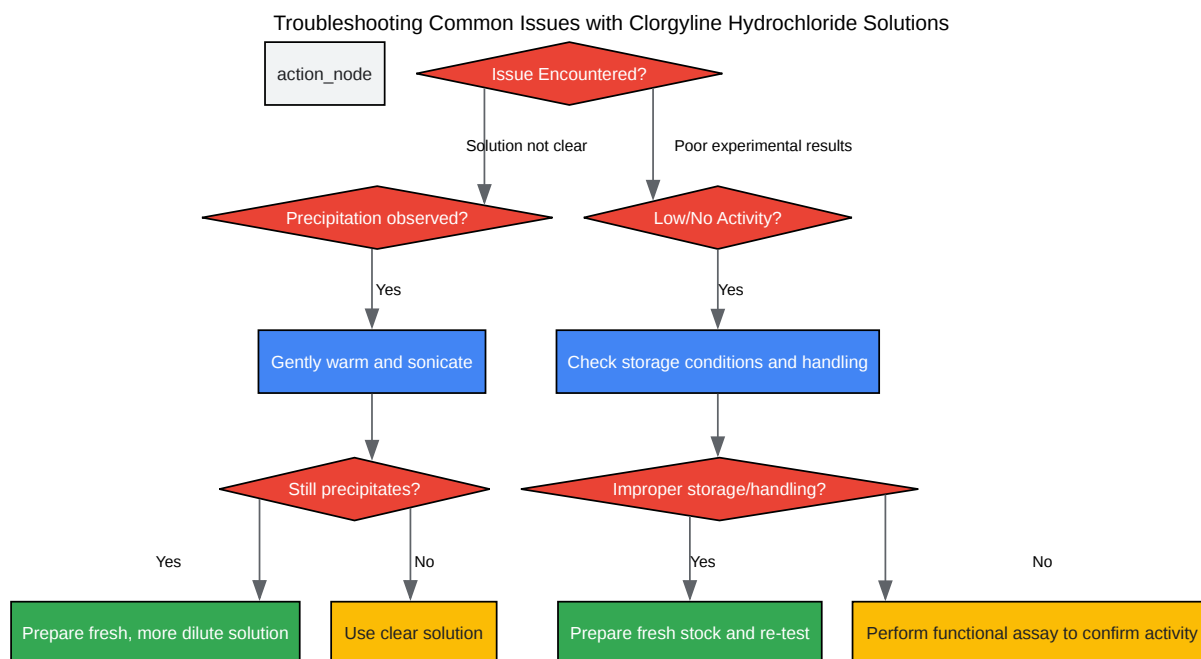 Troubleshooting Common Issues with Clorgyline Hydrochloride Solutions
action_node
Issue Encountered?
Solution not clear
Poor experimental results
Precipitation observed?
Low/No Activity?
Yes
Yes
Gently warm and sonicate
Check storage conditions and handling
Still precipitates?
Improper storage/handling?
Yes
No
Yes
No
Prepare fresh, more dilute solution
Use clear solution
Prepare fresh stock and re-test
Perform functional assay to confirm activity